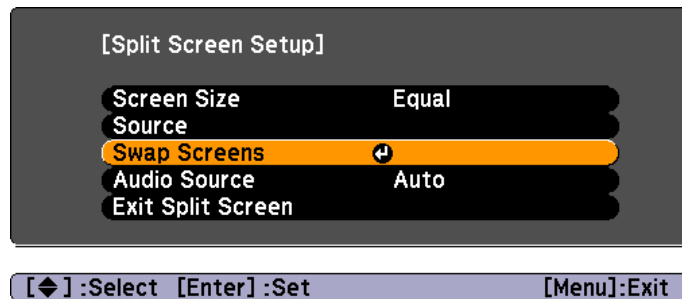 [Split Screen Setup]
Screen Size Equal
Source
Swap Screens
Audio Source Auto
Exit Split Screen
[◆] :Select [Enter] :Set [Menu]:Exit